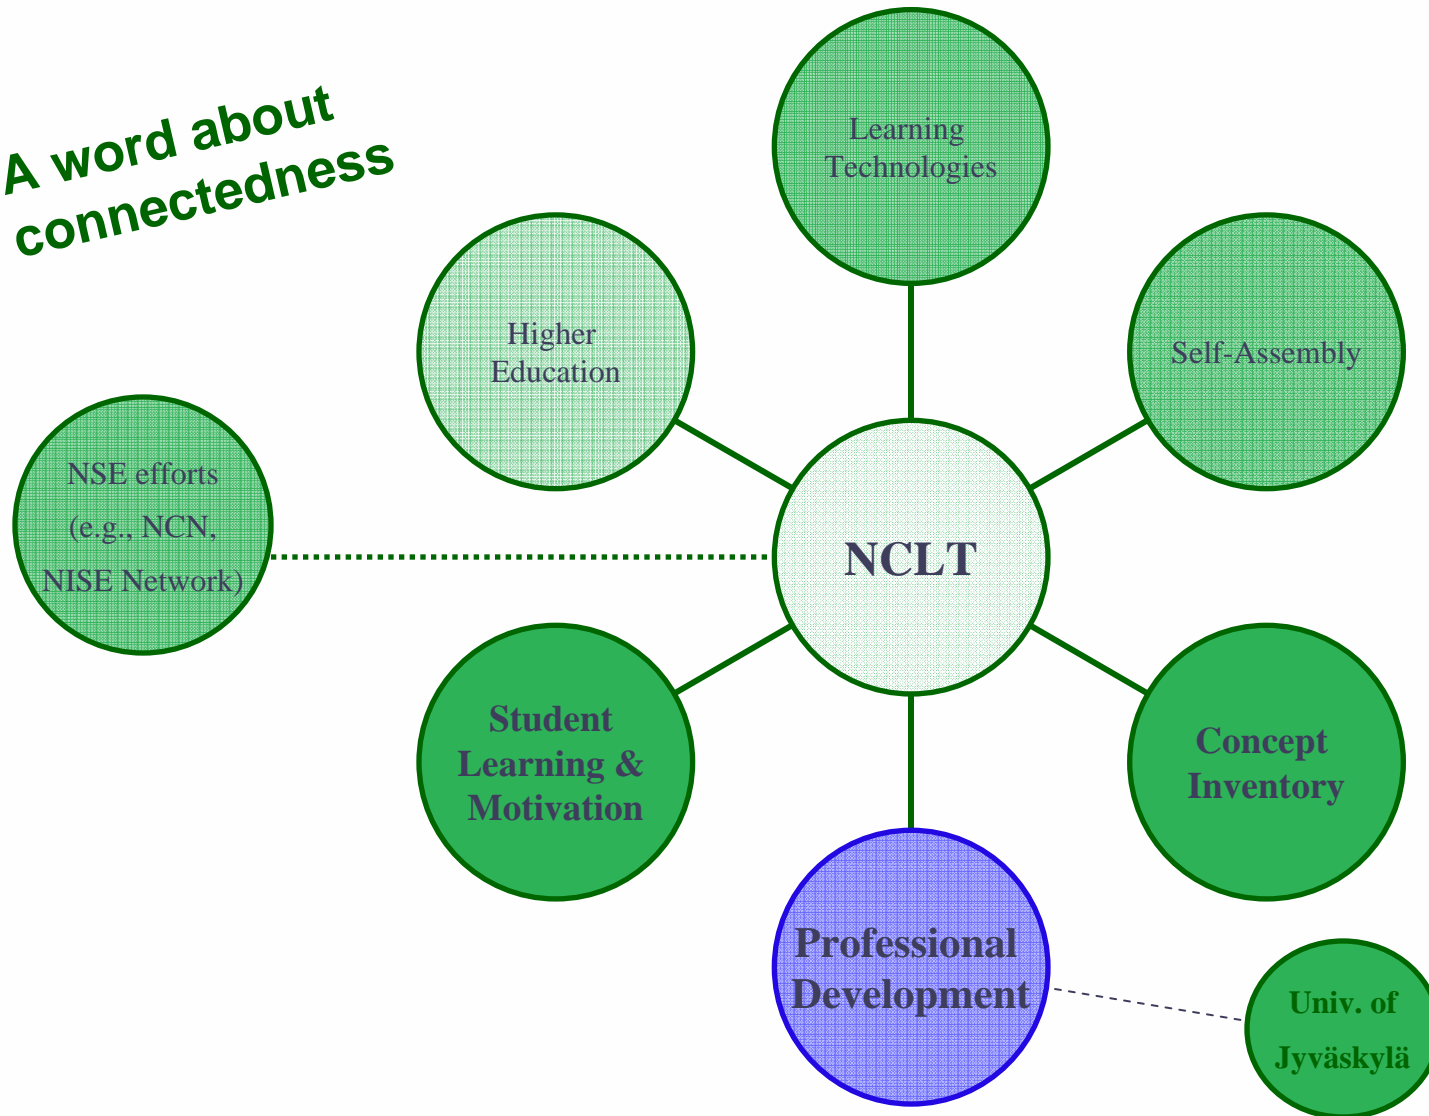 A word about
connectedness
Learning
Technologies
Higher
Education
Self-Assembly
NSE efforts
(e.g., NCN,
NISE Network)
NCLT
Student
Learning &
Motivation
Concept
Inventory
Professional
Development
Univ. of
Jyväskylä